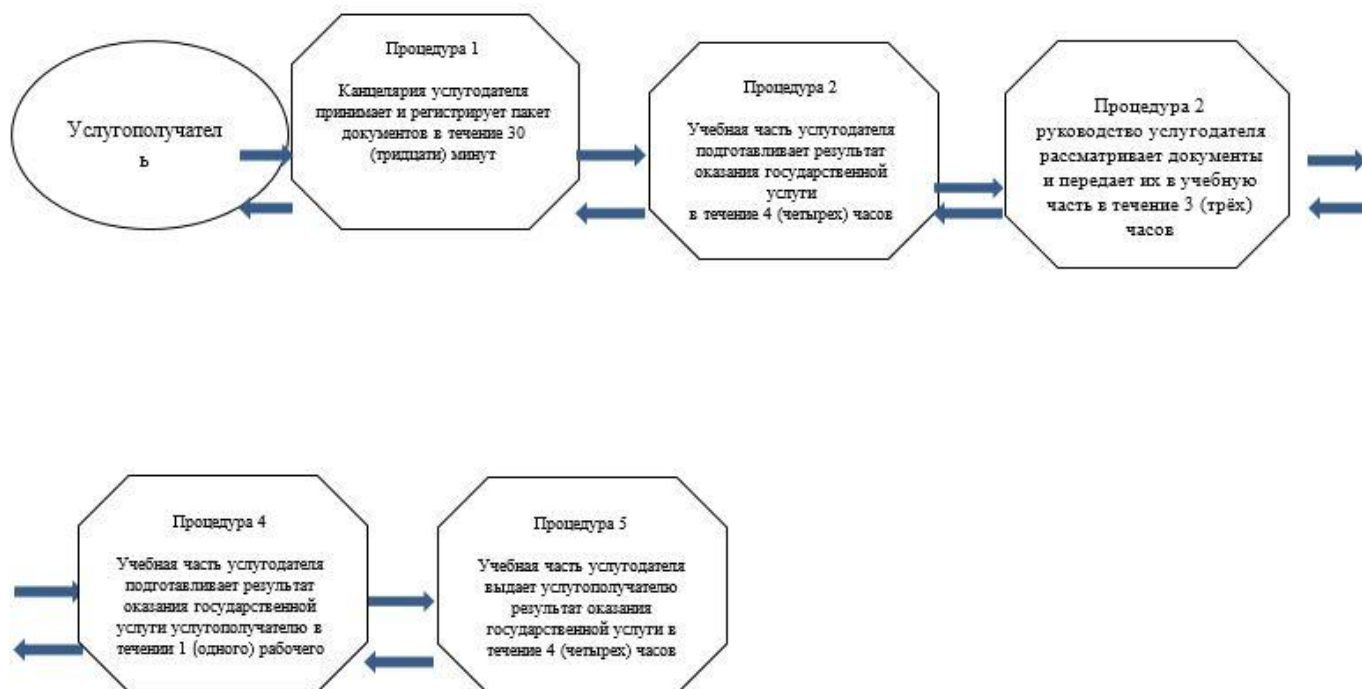 Услугополучател
ь
Процедура 1
Канцелярия услугодателя
принимает и регистрирует пакет
документов в течение 30
(тридцати) минут
Процедура 2
Учебная часть услугодателя
подготавливает результат
оказания государственной
услуги
в течение 4 (четырех) часов
Процедура 2
руководство услугодателя
рассматривает документы
и передает их в учебную
часть в течение 3 (трёх)
часов
Процедура 4
Учебная часть услугодателя
подготавливает результат
оказания государственной
услуги услугополучателю в
течении 1 (одного) рабочего
Процедура 5
Учебная часть услугодателя
выдает услугополучателю
результат оказания
государственной услуги в
течение 4 (четырех) часов